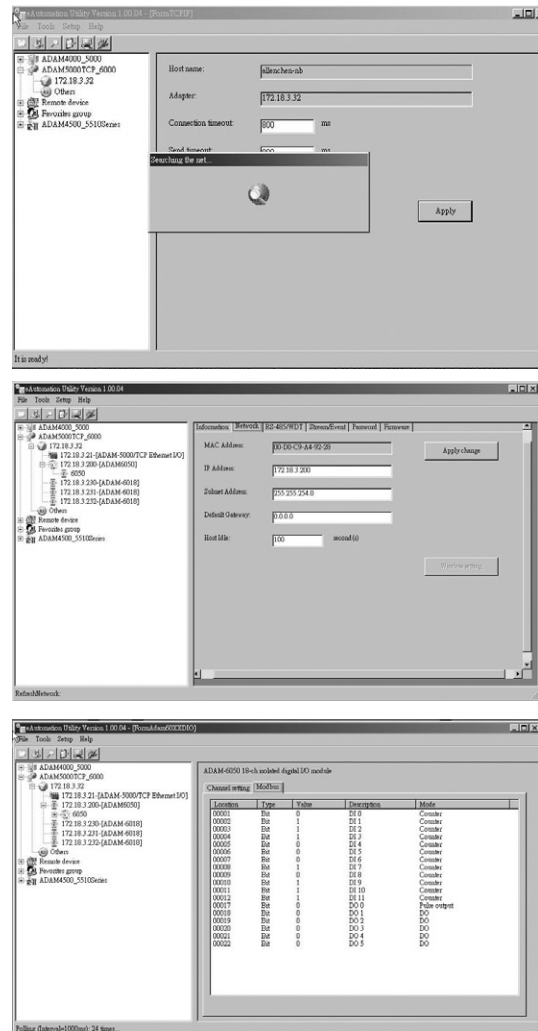 eAutomation Utility Version 1.00.04 - [FormTCPIP]
File Tools Setup Help
ADAM4000_5000
ADAM5000TCP_6000
172.18.3.32
Others
Remote device
Favorites group
ADAM4500_5510Series
Host name: allenchen-nb
Adapter: 172.18.3.32
Connection timeout: 800 ms
Send timeout: ms
Searching the net...
Apply
It is ready!
eAutomation Utility Version 1.00.04
File Tools Setup Help
ADAM4000_5000
ADAM5000TCP_6000
172.18.3.32
172.18.3.21-[ADAM-5000/TCP Ethernet I/O]
172.18.3.200-[ADAM6050]
6050
172.18.3.230-[ADAM-6018]
172.18.3.231-[ADAM-6018]
172.18.3.232-[ADAM-6018]
Others
Remote device
Favorites group
ADAM4500_5510Series
Information Network RS-485/WDT Stream/Event Password Firmware
MAC Address: 00-D0-C9-A4-92-28
Apply change
IP Address: 172.18.3.200
Subnet Address: 255.255.254.0
Default Gateway: 0.0.0.0
Host Idle: 100 second(s)
Wireless setting
RefreshNetwork:
eAutomation Utility Version 1.00.04 - [FormAdam60XXDIO]
File Tools Setup Help
ADAM4000_5000
ADAM5000TCP_6000
172.18.3.32
172.18.3.21-[ADAM-5000/TCP Ethernet I/O]
172.18.3.200-[ADAM6050]
6050
172.18.3.230-[ADAM-6018]
172.18.3.231-[ADAM-6018]
172.18.3.232-[ADAM-6018]
Others
Remote device
Favorites group
ADAM4500_5510Series
ADAM-6050 18-ch isolated digital I/O module
Channel setting Modbus
Location Type Value Description Mode
00001 Bit 0 DI 0 Counter
00002 Bit 1 DI 1 Counter
00003 Bit 1 DI 2 Counter
00004 Bit 1 DI 3 Counter
00005 Bit 0 DI 4 Counter
00006 Bit 0 DI 5 Counter
00007 Bit 0 DI 6 Counter
00008 Bit 1 DI 7 Counter
00009 Bit 0 DI 8 Counter
00010 Bit 1 DI 9 Counter
00011 Bit 1 DI 10 Counter
00012 Bit 1 DI 11 Counter
00017 Bit 0 DO 0 Pulse output
00018 Bit 0 DO 1 DO
00019 Bit 0 DO 2 DO
00020 Bit 0 DO 3 DO
00021 Bit 0 DO 4 DO
00022 Bit 0 DO 5 DO
Polling (Interval=1000ms): 24 times...